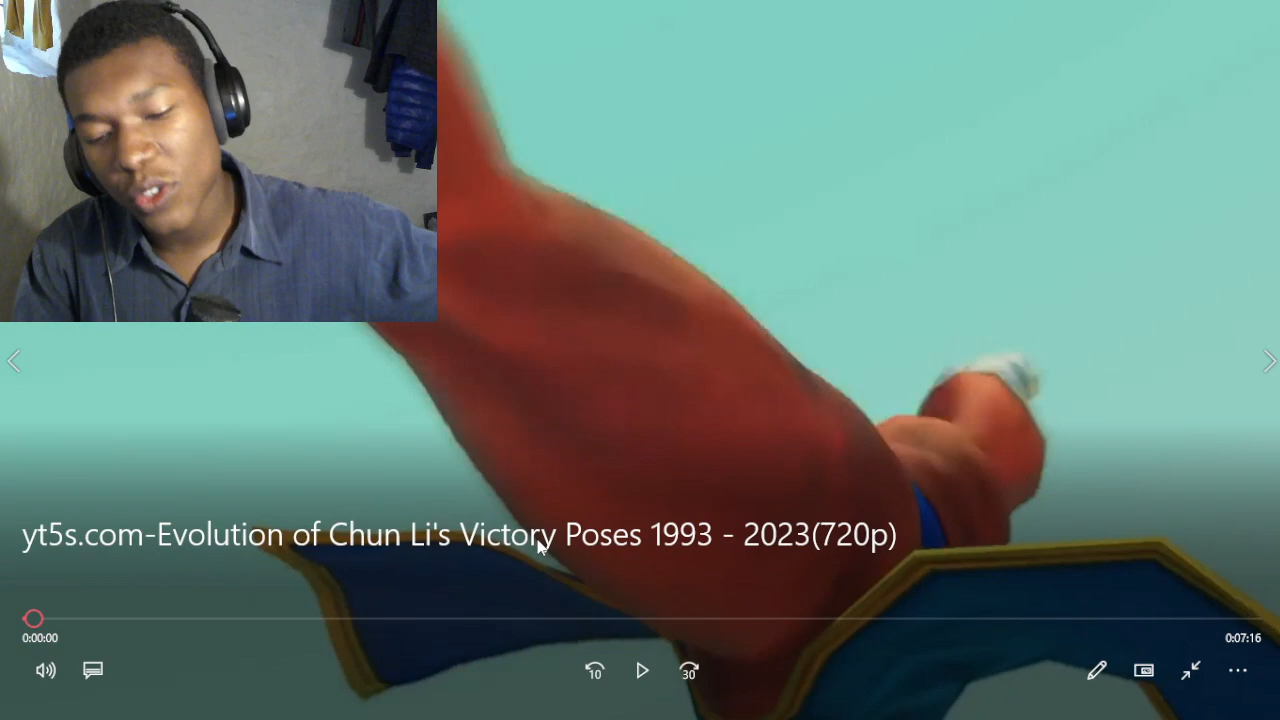 yt5s.com-Evolution of Chun Li's Victory Poses 1993 - 2023(720p)
0:00:00
0:07:16
10
30